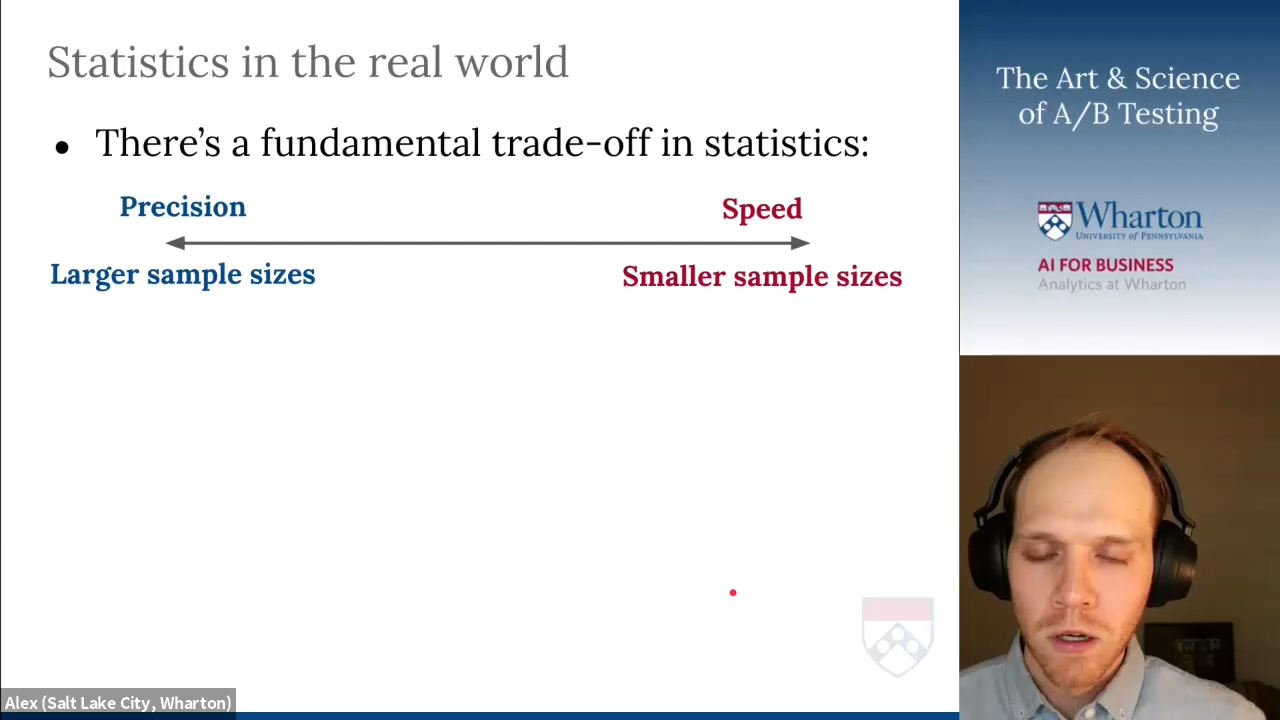 Statistics in the real world
● There’s a fundamental trade-off in statistics:
Precision
Speed
Larger sample sizes
Smaller sample sizes
The Art & Science
of A/B Testing
Wharton
UNIVERSITY of PENNSYLVANIA
AI FOR BUSINESS
Analytics at Wharton
Alex (Salt Lake City, Wharton)